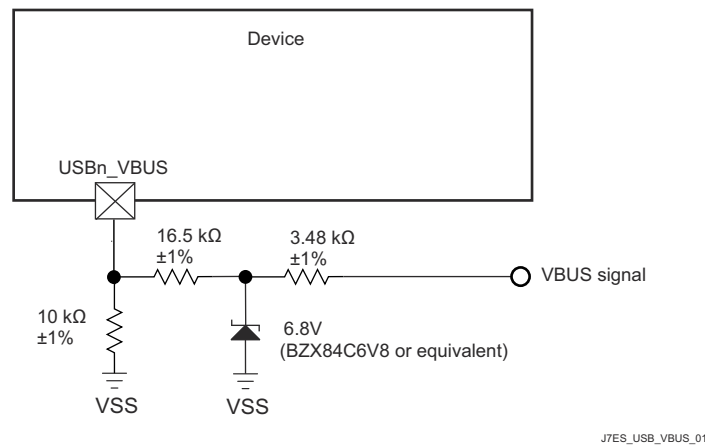 Device
USBn_VBUS
16.5 kΩ
±1%
3.48 kΩ
±1%
VBUS signal
10 kΩ
±1%
6.8V
(BZX84C6V8 or equivalent)
VSS
VSS
J7ES_USB_VBUS_01